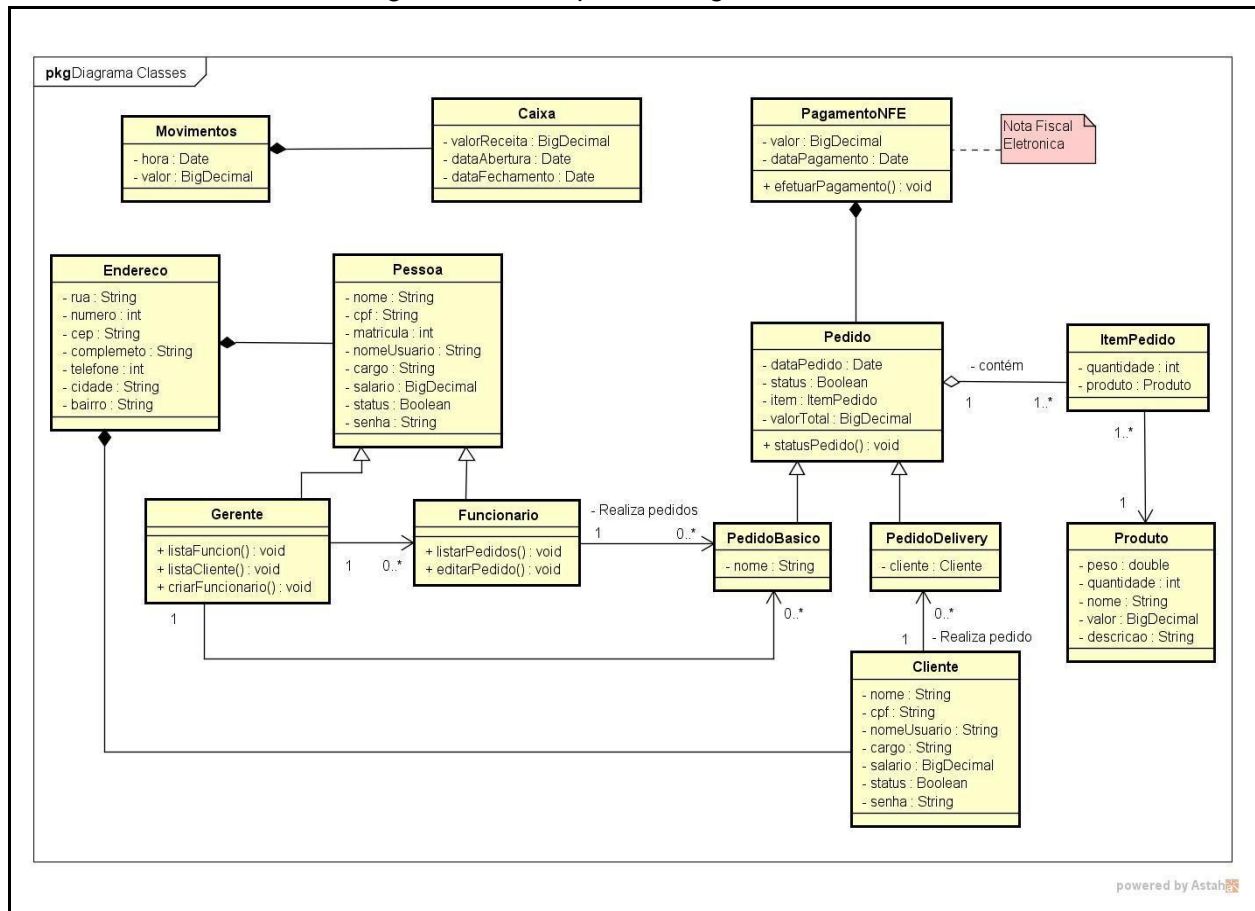 pkg Diagrama Classes
Movimentos
- hora : Date
- valor : BigDecimal
Caixa
- valorReceita : BigDecimal
- dataAbertura : Date
- dataFechamento : Date
PagamentoNFE
- valor : BigDecimal
- dataPagamento : Date
+ efetuarPagamento() : void
Nota Fiscal
Eletronica
Endereco
- rua : String
- numero : int
- cep : String
- complemeto : String
- telefone : int
- cidade : String
- bairro : String
Pessoa
- nome : String
- cpf : String
- matricula : int
- nomeUsuario : String
- cargo : String
- salario : BigDecimal
- status : Boolean
- senha : String
Pedido
- dataPedido : Date
- status : Boolean
- item : ItemPedido
- valorTotal : BigDecimal
+ statusPedido() : void
- contém
1
1..*
ItemPedido
- quantidade : int
- produto : Produto
1..*
1
Gerente
+ listaFuncion() : void
+ listaCliente() : void
+ criarFuncionario() : void
1
0..*
Funcionario
+ listarPedidos() : void
+ editarPedido() : void
- Realiza pedidos
1
0..*
PedidoBasico
- nome : String
PedidoDelivery
- cliente : Cliente
Produto
- peso : double
- quantidade : int
- nome : String
- valor : BigDecimal
- descricao : String
1
0..*
0..*
1
- Realiza pedido
Cliente
- nome : String
- cpf : String
- nomeUsuario : String
- cargo : String
- salario : BigDecimal
- status : Boolean
- senha : String
powered by Astah